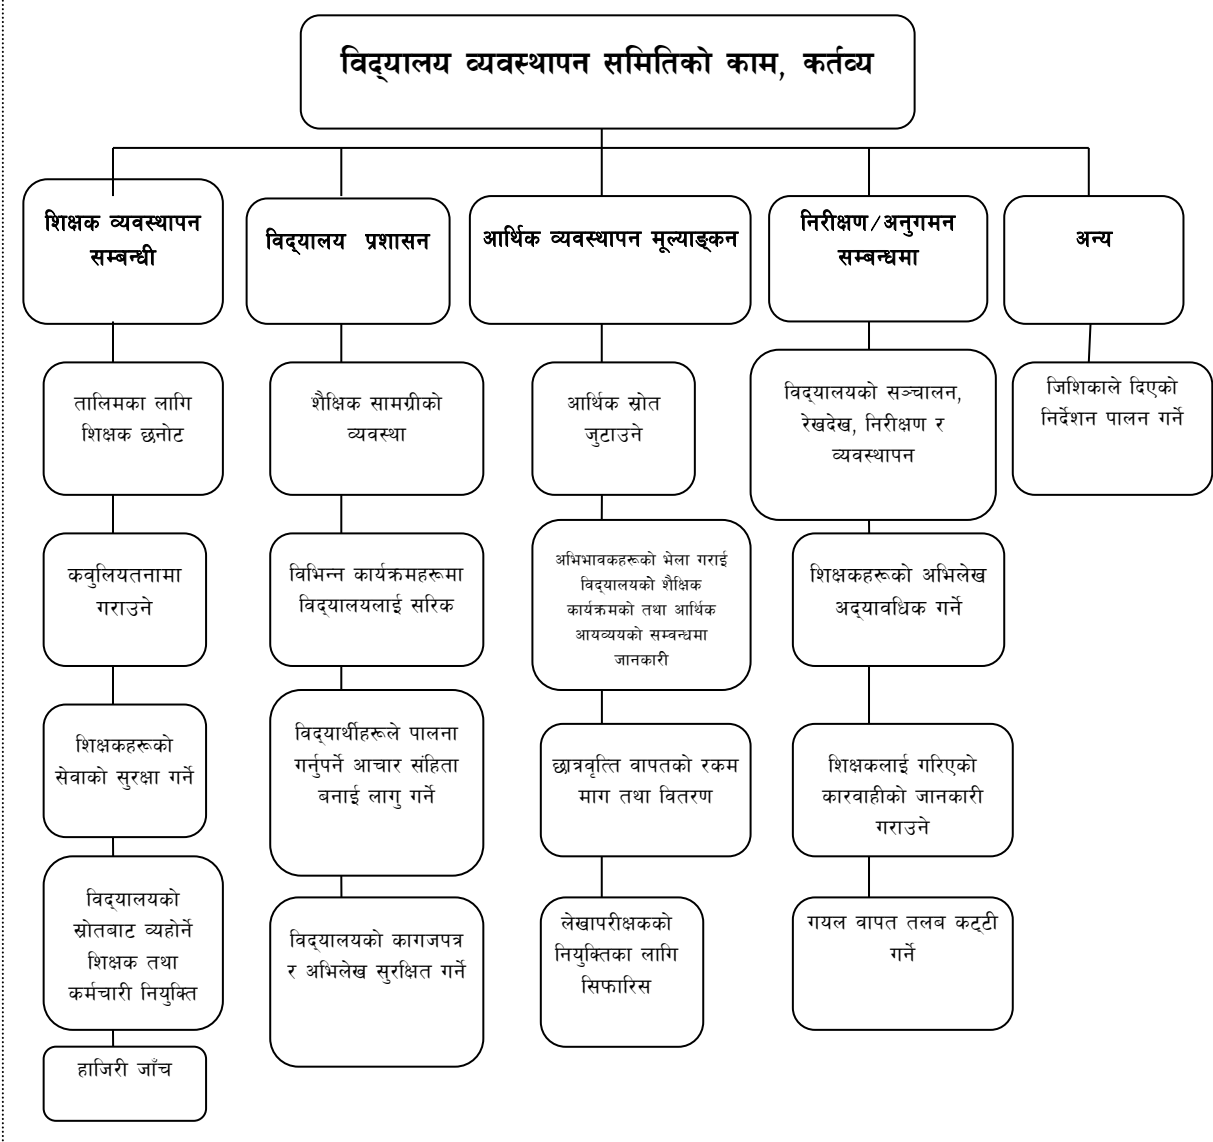 विद्यालय व्यवस्थापन समितिको काम, कर्तव्य
शिक्षक व्यवस्थापन
सम्बन्धी
विद्यालय प्रशासन
आर्थिक व्यवस्थापन मूल्याङ्कन
निरीक्षण/अनुगमन
सम्बन्धमा
अन्य
तालिमका लागि
शिक्षक छनोट
शैक्षिक सामग्रीको
व्यवस्था
आर्थिक स्रोत
जुटाउने
विद्यालयको सञ्चालन,
रेखदेख, निरीक्षण र
व्यवस्थापन
जिशिकाले दिएको
निर्देशन पालन गर्ने
कवुलियतनामा
गराउने
विभिन्न कार्यक्रमहरूमा
विद्यालयलाई सरिक
अभिभावकहरूको भेला गराई
विद्यालयको शैक्षिक
कार्यक्रमको तथा आर्थिक
आयव्ययको सम्वन्धमा
जानकारी
शिक्षकहरूको अभिलेख
अद्यावधिक गर्ने
शिक्षकहरूको
सेवाको सुरक्षा गर्ने
विद्यार्थीहरूले पालना
गर्नुपर्ने आचार संहिता
बनाई लागु गर्ने
छात्रवृत्ति वापतको रकम
माग तथा वितरण
शिक्षकलाई गरिएको
कारवाहीको जानकारी
गराउने
विद्यालयको
स्रोतबाट व्यहोर्ने
शिक्षक तथा
कर्मचारी नियुक्ति
विद्यालयको कागजपत्र
र अभिलेख सुरक्षित गर्ने
लेखापरीक्षकको
नियुक्तिका लागि
सिफारिस
गयल वापत तलब कट्टी
गर्ने
हाजिरी जाँच